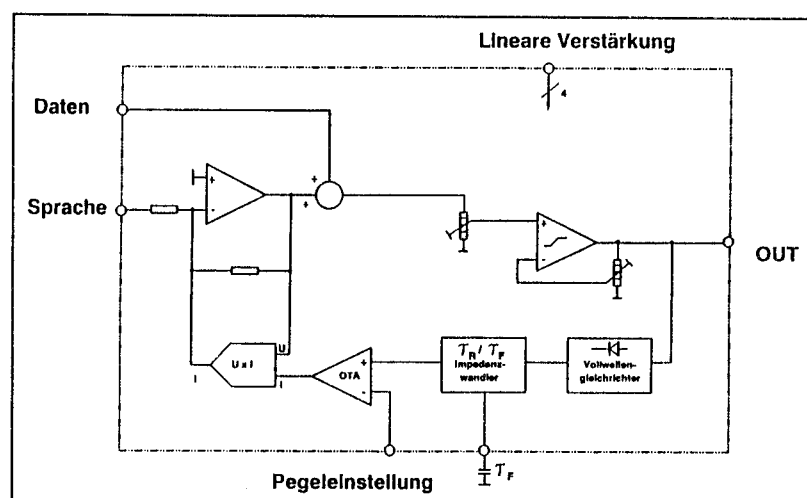 Lineare Verstärkung
4
Daten
+
+
+
-
Sprache
+
-
OUT
U
U x I
I
I
OTA
+
-
τR / τF
Impedanz-
wandler
Vollwellen-
gleichrichter
Pegeleinstellung
τF